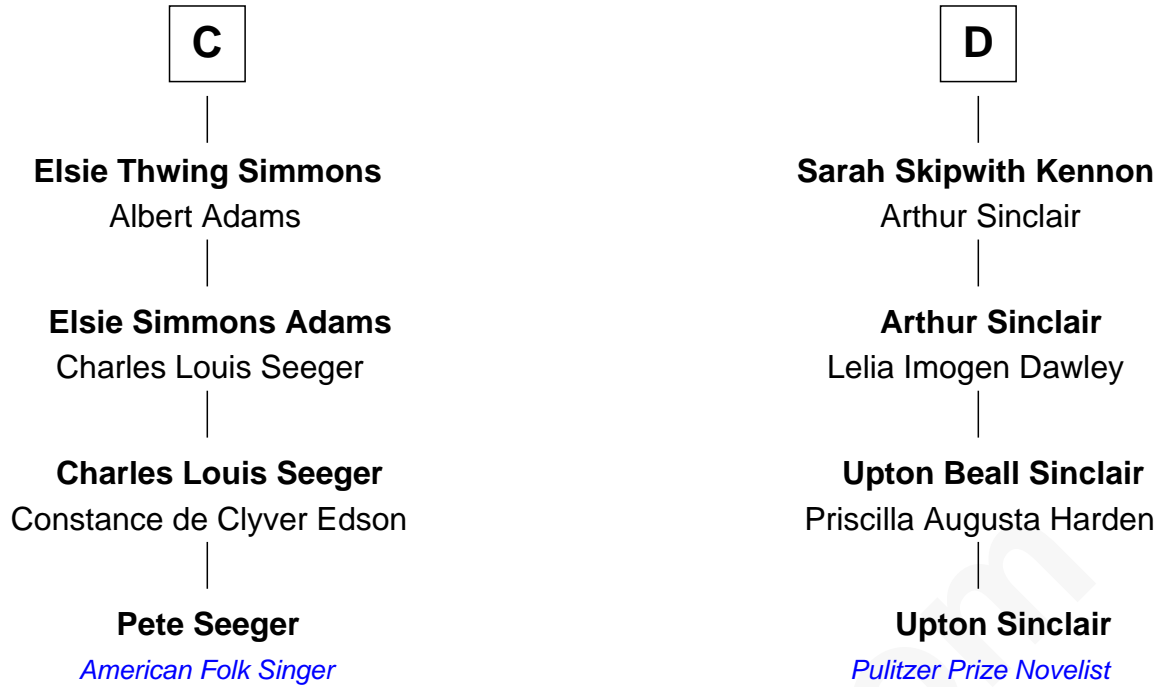 C
Elsie Thwing Simmons
Albert Adams
Elsie Simmons Adams
Charles Louis Seeger
Charles Louis Seeger
Constance de Clyver Edson
Pete Seeger
American Folk Singer
D
Sarah Skipwith Kennon
Arthur Sinclair
Arthur Sinclair
Lelia Imogen Dawley
Upton Beall Sinclair
Priscilla Augusta Harden
Upton Sinclair
Pulitzer Prize Novelist